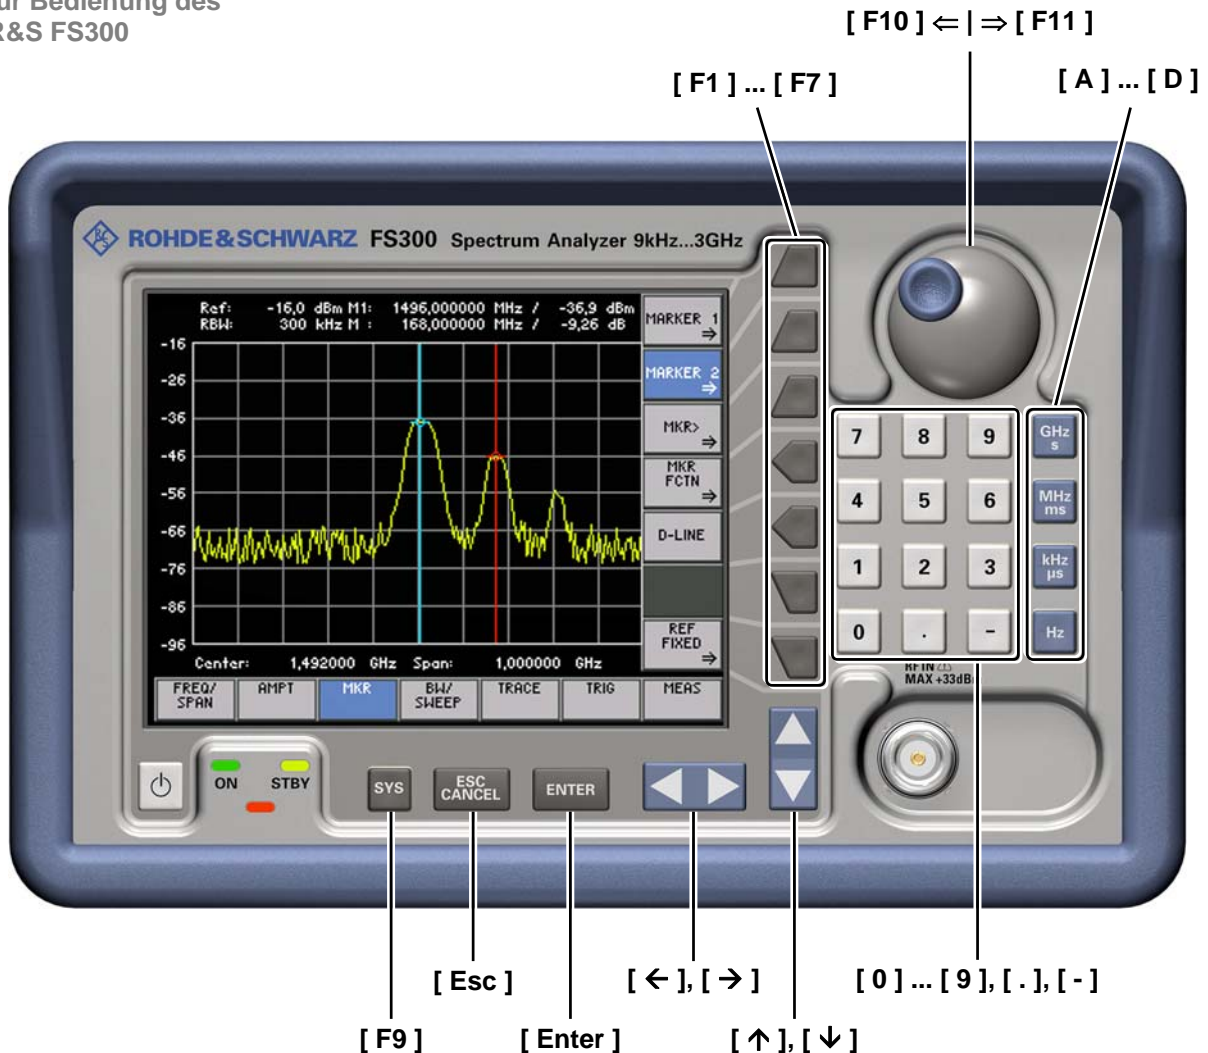 ur Bedienung des
R&S FS300
[ F10 ] ⇐ | ⇒ [ F11 ]
[ F1 ] ... [ F7 ]
[ A ] ... [ D ]
ROHDE & SCHWARZ FS300 Spectrum Analyzer 9kHz...3GHz
Ref: -16,0 dBm M1: 1496,000000 MHz / -36,9 dBm
RBW: 300 kHz M : 168,000000 MHz / -9,26 dB
MARKER 1
⇒
-16
-26
-36
-46
-56
-66
-76
-86
-96
MARKER 2
⇒
MKR>
⇒
MKR
FCTN
⇒
D-LINE
REF
FIXED
⇒
Center: 1,492000 GHz Span: 1,000000 GHz
FREQ/
SPAN
AMPT
MKR
BW/
SWEEP
TRACE
TRIG
MEAS
7 8 9
GHz
s
4 5 6
MHz
ms
1 2 3
kHz
µs
0 . -
Hz
RF IN
MAX +33dBm
ON
STBY
SYS
ESC
CANCEL
ENTER
[ Esc ]
[ ← ], [ → ]
[ 0 ] ... [ 9 ], [ . ], [ - ]
[ F9 ]
[ Enter ]
[ ↑ ], [ ↓ ]